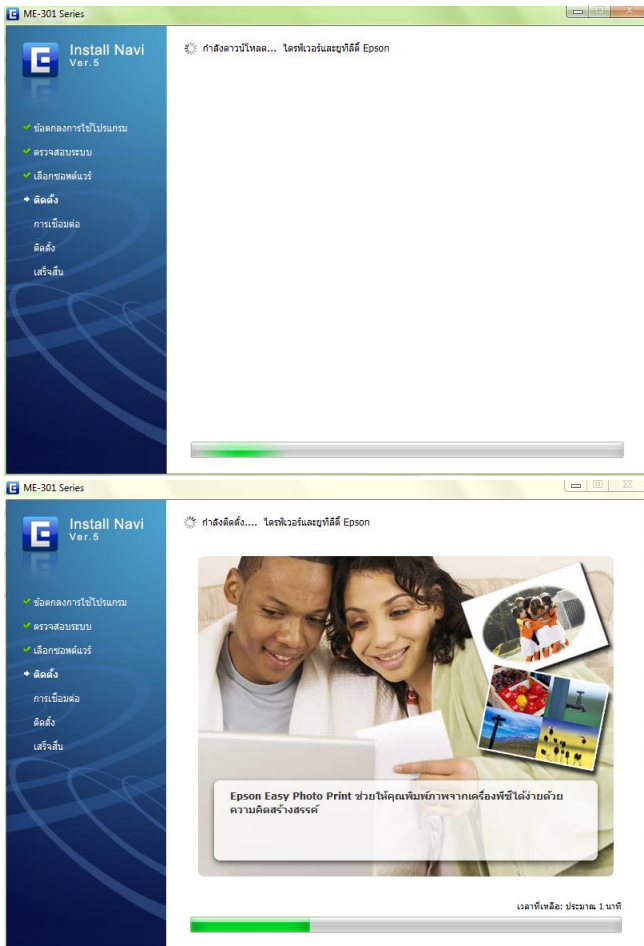 ME-301 Series
Install Navi
Ver.5
กำลังดาวน์โหลด... ไดรฟ์เวอร์และยูทิลิตี้ Epson
ข้อตกลงการใช้โปรแกรม
ตรวจสอบระบบ
เลือกซอฟต์แวร์
ติดตั้ง
การเชื่อมต่อ
ติดตั้ง
เสร็จสิ้น
ME-301 Series
Install Navi
Ver.5
กำลังติดตั้ง.... ไดรฟ์เวอร์และยูทิลิตี้ Epson
ข้อตกลงการใช้โปรแกรม
ตรวจสอบระบบ
เลือกซอฟต์แวร์
ติดตั้ง
การเชื่อมต่อ
ติดตั้ง
เสร็จสิ้น
Epson Easy Photo Print ช่วยให้คุณพิมพ์ภาพจากเครื่องพีซีได้ง่ายด้วย
ความคิดสร้างสรรค์
เวลาที่เหลือ: ประมาณ 1 นาที